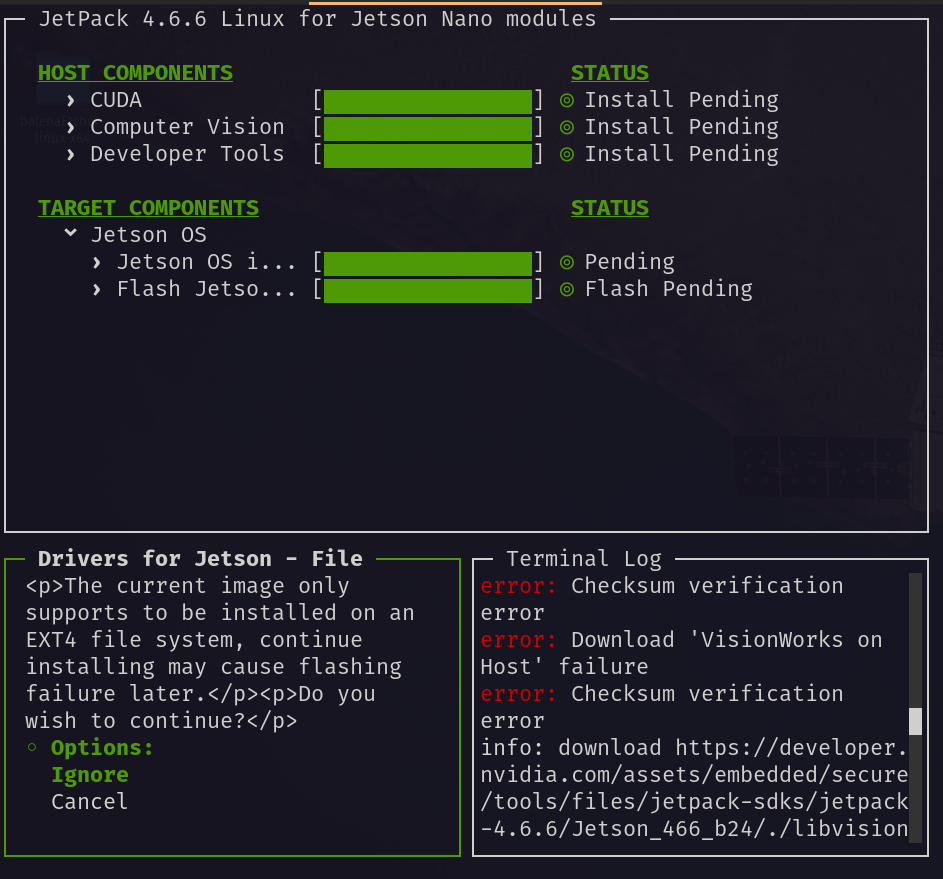 JetPack 4.6.6 Linux for Jetson Nano modules
HOST COMPONENTS STATUS
› CUDA [ ] ◎ Install Pending
› Computer Vision [ ] ◎ Install Pending
› Developer Tools [ ] ◎ Install Pending
TARGET COMPONENTS STATUS
⌄ Jetson OS
› Jetson OS i... [ ] ◎ Pending
› Flash Jetso... [ ] ◎ Flash Pending
Drivers for Jetson - File
<p>The current image only
supports to be installed on an
EXT4 file system, continue
installing may cause flashing
failure later.</p><p>Do you
wish to continue?</p>
◦ Options:
Ignore
Cancel
Terminal Log
error: Checksum verification
error
error: Download 'VisionWorks on
Host' failure
error: Checksum verification
error
info: download https://developer.
nvidia.com/assets/embedded/secure
/tools/files/jetpack-sdks/jetpack
-4.6.6/Jetson_466_b24/./libvision